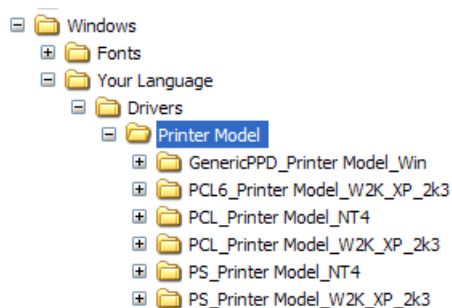 Windows
Fonts
Your Language
Drivers
Printer Model
GenericPPD_Printer Model_Win
PCL6_Printer Model_W2K_XP_2k3
PCL_Printer Model_NT4
PCL_Printer Model_W2K_XP_2k3
PS_Printer Model_NT4
PS_Printer Model_W2K_XP_2k3